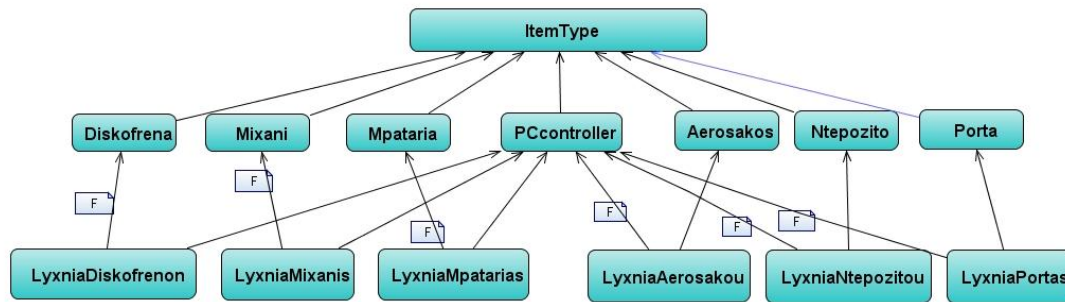 ItemType
Diskofrena
Mixani
Mpataria
PCcontroller
Aerosakos
Ntepozito
Porta
F
F
F
F
F
F
LyxniaDiskofrenon
LyxniaMixanis
LyxniaMpatarias
LyxniaAerosakou
LyxniaNtepozitou
LyxniaPortas